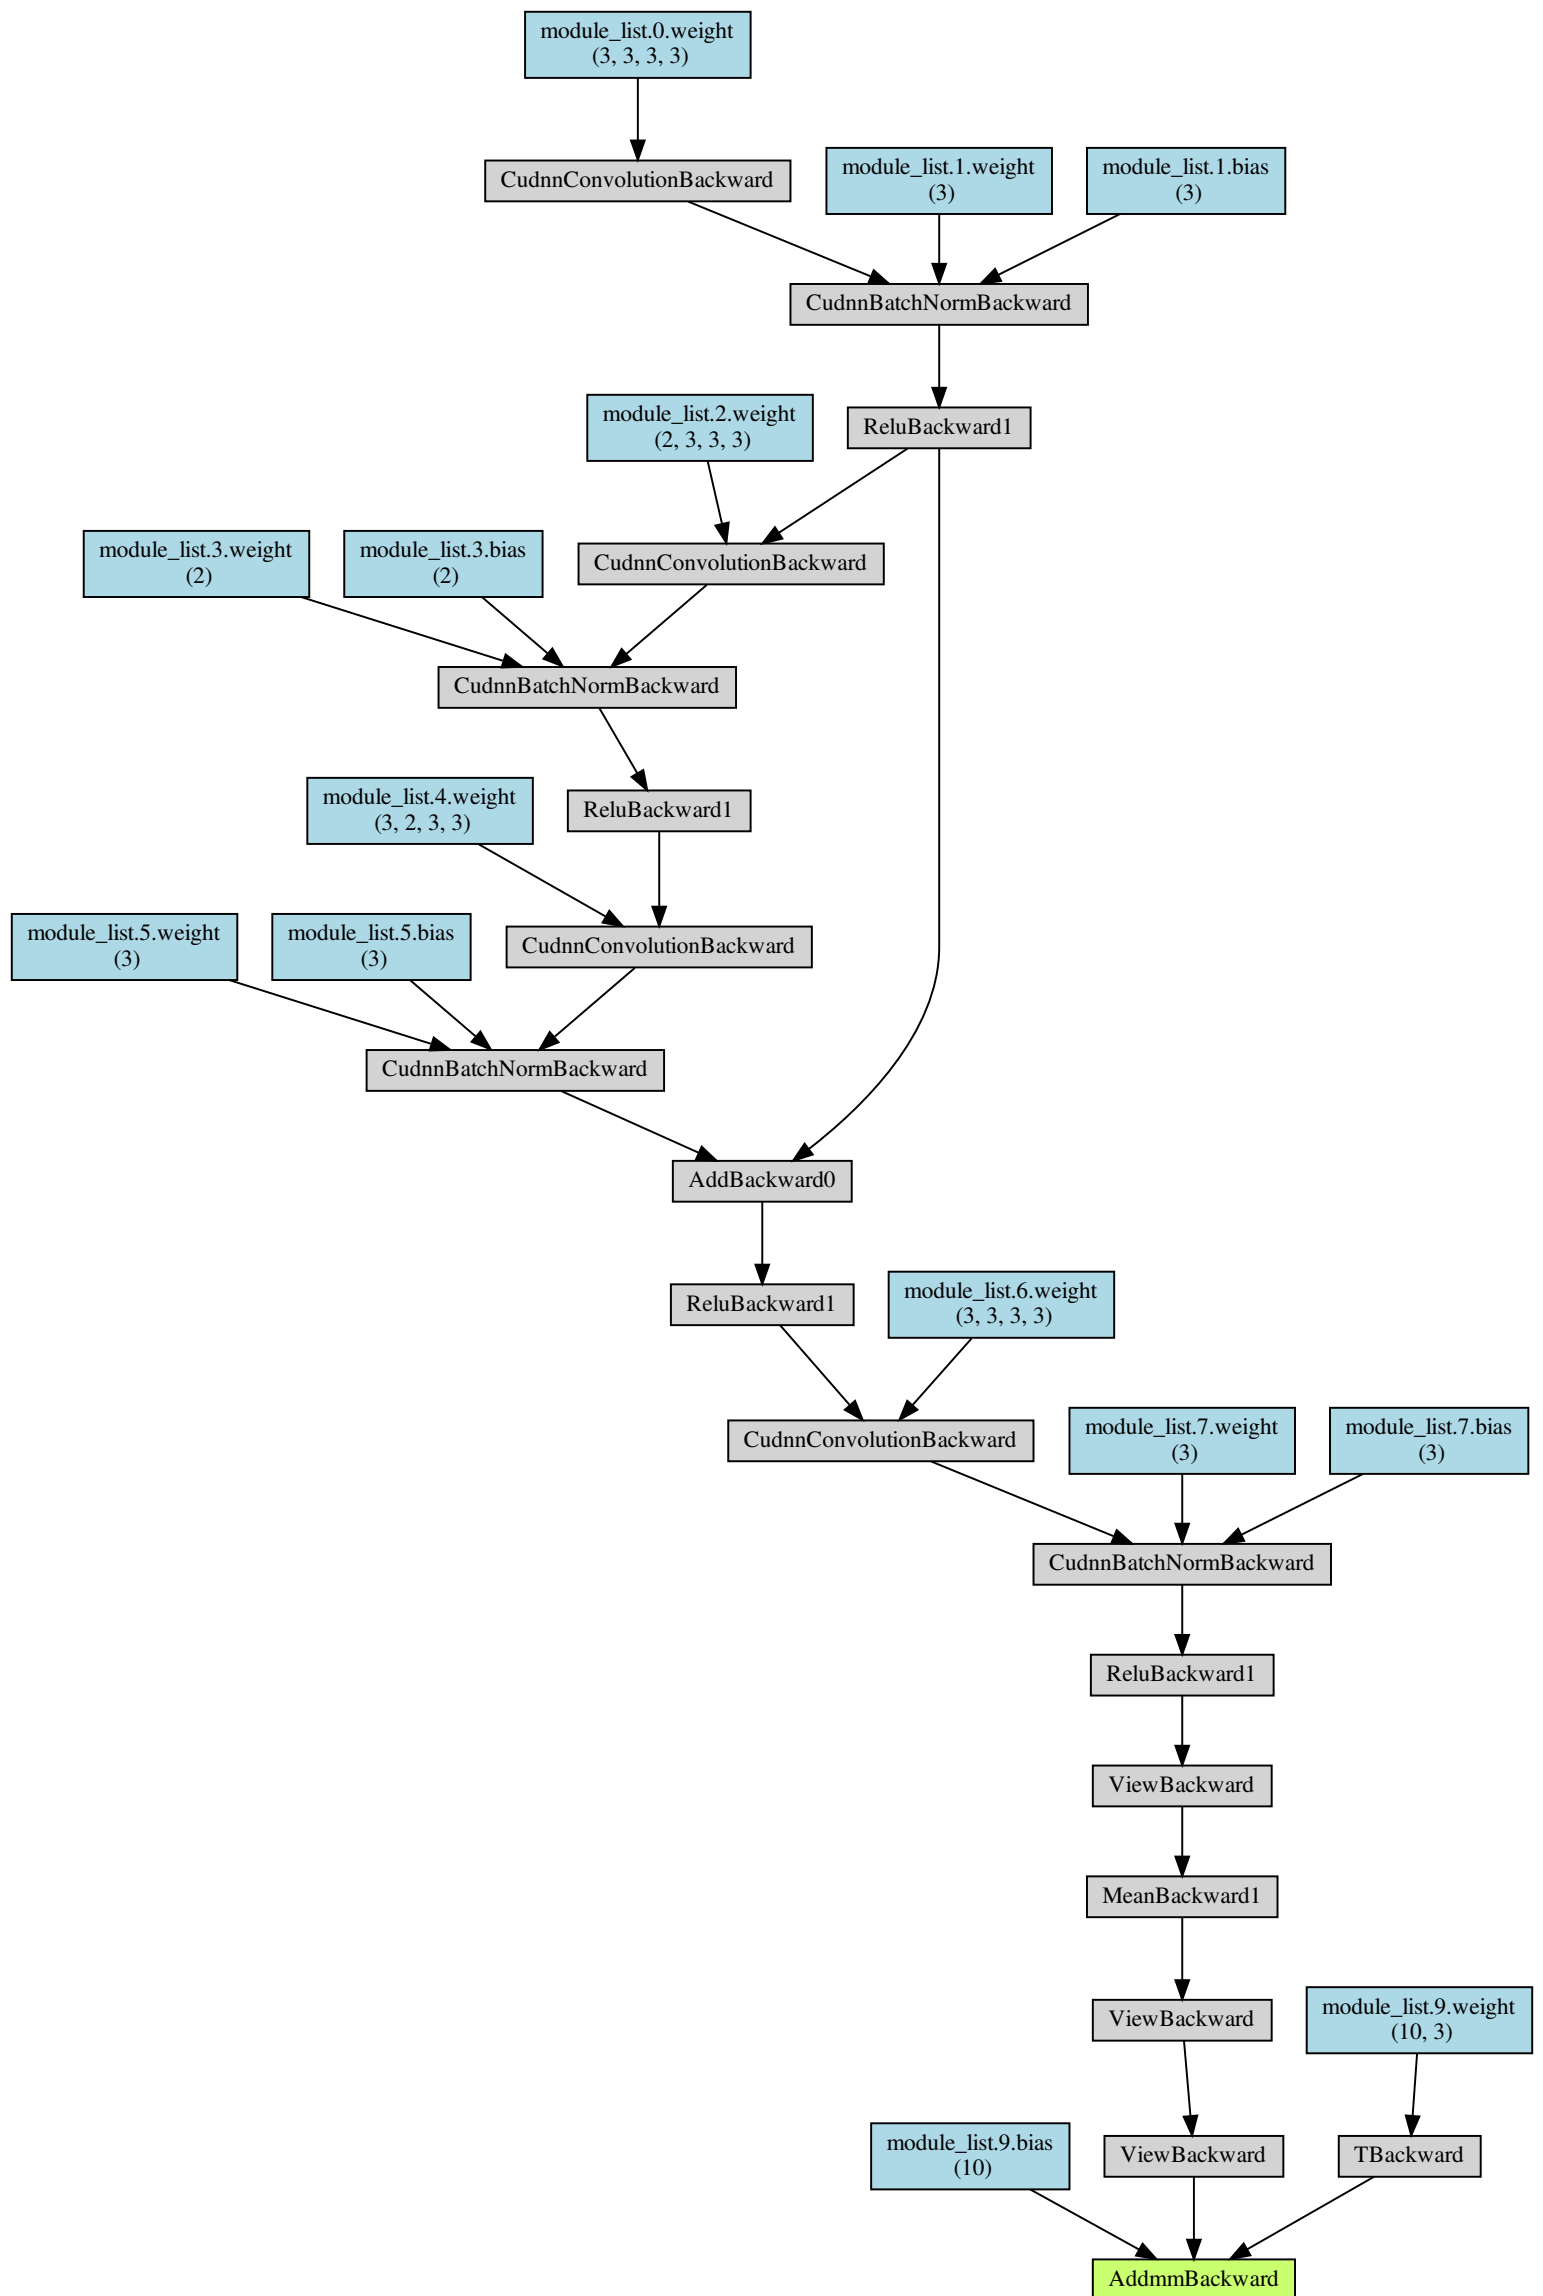 module_list.0.weight
(3, 3, 3, 3)
CudnnConvolutionBackward
module_list.1.weight
(3)
module_list.1.bias
(3)
CudnnBatchNormBackward
module_list.2.weight
(2, 3, 3, 3)
ReluBackward1
module_list.3.weight
(2)
module_list.3.bias
(2)
CudnnConvolutionBackward
CudnnBatchNormBackward
module_list.4.weight
(3, 2, 3, 3)
ReluBackward1
module_list.5.weight
(3)
module_list.5.bias
(3)
CudnnConvolutionBackward
CudnnBatchNormBackward
AddBackward0
ReluBackward1
module_list.6.weight
(3, 3, 3, 3)
CudnnConvolutionBackward
module_list.7.weight
(3)
module_list.7.bias
(3)
CudnnBatchNormBackward
ReluBackward1
ViewBackward
MeanBackward1
ViewBackward
module_list.9.weight
(10, 3)
module_list.9.bias
(10)
ViewBackward
TBackward
AddmmBackward